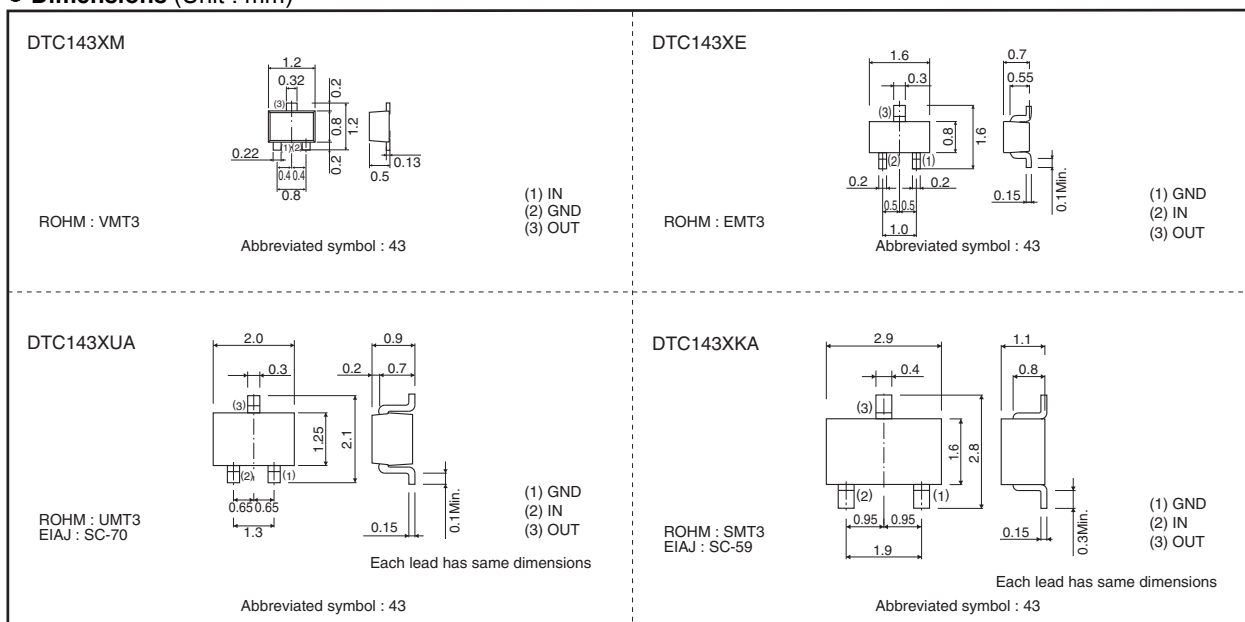 Dimensions (Unit : mm)
DTC143XM
1.2
0.32
0.2
(3)
0.8
1.2
(1)
(2)
0.22
0.4
0.4
0.2
0.8
0.13
0.5
(1) IN
(2) GND
(3) OUT
ROHM : VMT3
Abbreviated symbol : 43
DTC143XE
1.6
0.3
0.7
0.55
(3)
0.8
1.6
(2)
(1)
0.2
0.2
0.5
0.5
1.0
0.15
0.1Min.
(1) GND
(2) IN
(3) OUT
ROHM : EMT3
Abbreviated symbol : 43
DTC143XUA
2.0
0.3
0.9
0.2
0.7
(3)
1.25
2.1
(2)
(1)
0.65
0.65
1.3
0.15
0.1Min.
(1) GND
(2) IN
(3) OUT
ROHM : UMT3
EIAJ : SC-70
Each lead has same dimensions
Abbreviated symbol : 43
DTC143XKA
2.9
0.4
1.1
0.8
(3)
1.6
2.8
(2)
(1)
0.95
0.95
1.9
0.15
0.3Min.
(1) GND
(2) IN
(3) OUT
ROHM : SMT3
EIAJ : SC-59
Each lead has same dimensions
Abbreviated symbol : 43